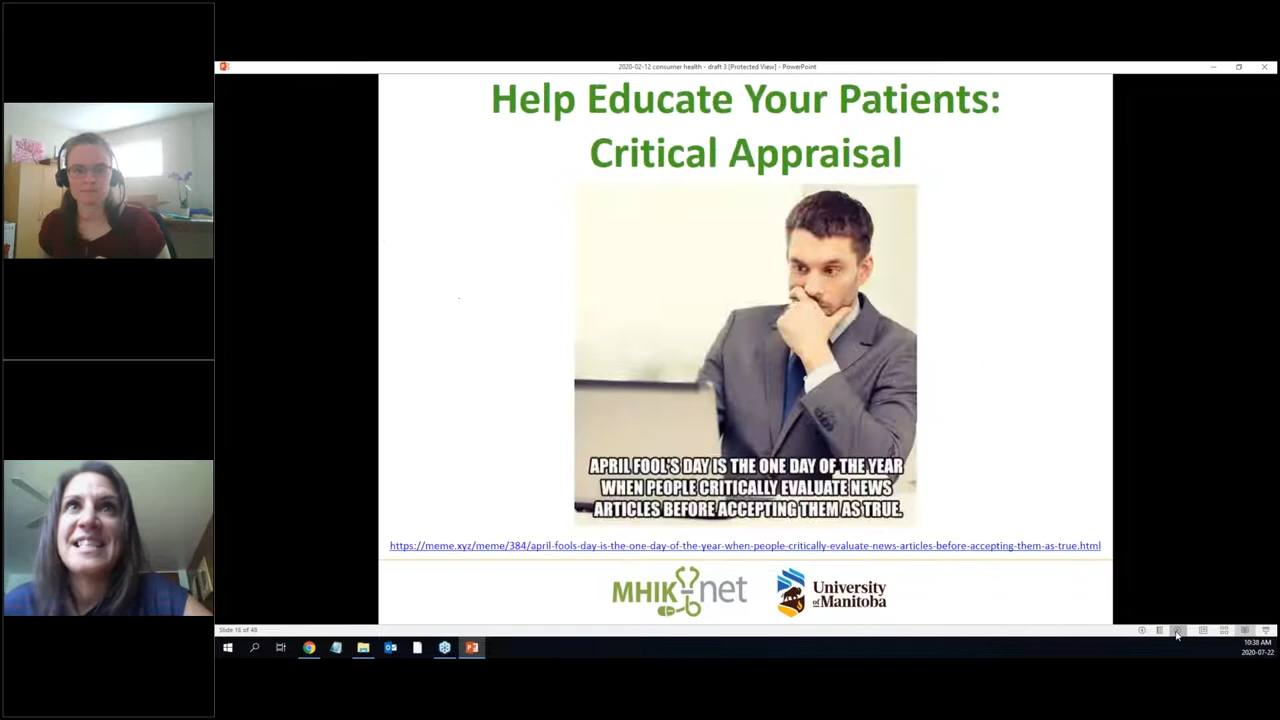 2020-02-12 consumer health - draft 3 [Protected View] - PowerPoint
Help Educate Your Patients:
Critical Appraisal
APRIL FOOL'S DAY IS THE ONE DAY OF THE YEAR
WHEN PEOPLE CRITICALLY EVALUATE NEWS
ARTICLES BEFORE ACCEPTING THEM AS TRUE.
https://meme.xyz/meme/384/april-fools-day-is-the-one-day-of-the-year-when-people-critically-evaluate-news-articles-before-accepting-them-as-true.html
MHIKnet
University
of Manitoba
Slide 18 of 48
10:38 AM
2020-07-22